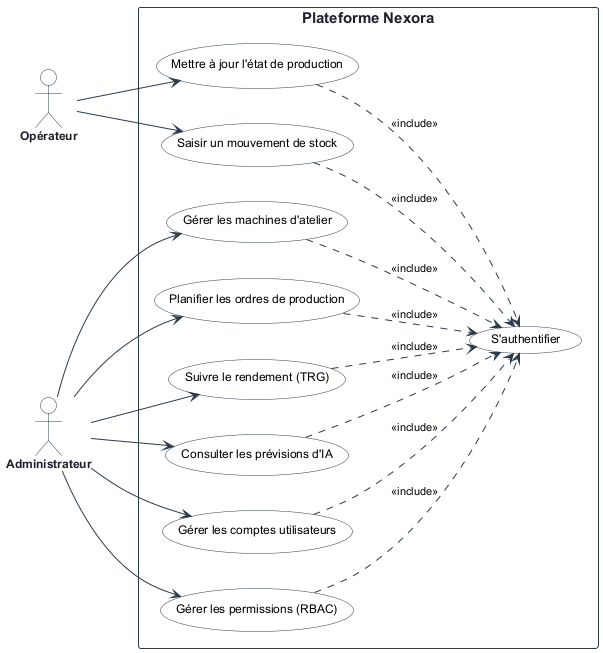 Plateforme Nexora
Mettre à jour l'état de production
«include»
Opérateur
Saisir un mouvement de stock
«include»
Gérer les machines d'atelier
«include»
Planifier les ordres de production
«include»
S'authentifier
«include»
Suivre le rendement (TRG)
«include»
Consulter les prévisions d'IA
Administrateur
«include»
Gérer les comptes utilisateurs
«include»
Gérer les permissions (RBAC)